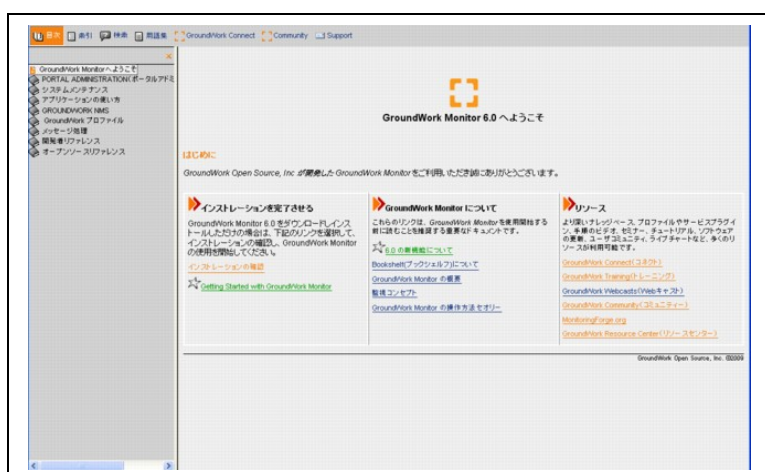 目次 索引 検索 用語集 GroundWork Connect Community Support
GroundWork Monitorへようこそ
PORTAL ADMINISTRATION(ポータルアドミ
システムメンテナンス
アプリケーションの使い方
GROUNDWORK NMS
GroundWork プロファイル
メッセージ処理
開発者リファレンス
オープンソースリファレンス
GroundWork Monitor 6.0 へようこそ
はじめに
GroundWork Open Source, Inc が開発した GroundWork Monitor をご利用いただき誠にありがとうございます。
インストレーションを完了させる
GroundWork Monitor 6.0 をダウンロードしインス
トールしただけの場合は、下記のリンクを選択して、
インストレーションの確認し、GroundWork Monitor
の使用を開始してください。
インストレーションの確認
Getting Started with GroundWork Monitor
GroundWork Monitor について
これらのリンクは、GroundWork Monitor を使用開始する
前に読むことを推奨する重要なドキュメントです。
6.0 の新機能について
Bookshelf(ブックシェルフ)について
GroundWork Monitor の概要
監視コンセプト
GroundWork Monitor の操作方法とセオリー
リソース
より深いナレッジベース、プロファイルやサービスプラグイ
ン、手順のビデオ、セミナー、チュートリアル、ソフトウェア
の更新、ユーザコミュニティ、ライブチャートなど、多くのリ
ソースが利用可能です。
GroundWork Connect(コネクト)
GroundWork Training(トレーニング)
GroundWork Webcasts(Webキャスト)
GroundWork Community(コミュニティー)
MonitoringForge.org
GroundWork Resource Center(リソースセンター)
GroundWork Open Source, Inc. ©2009